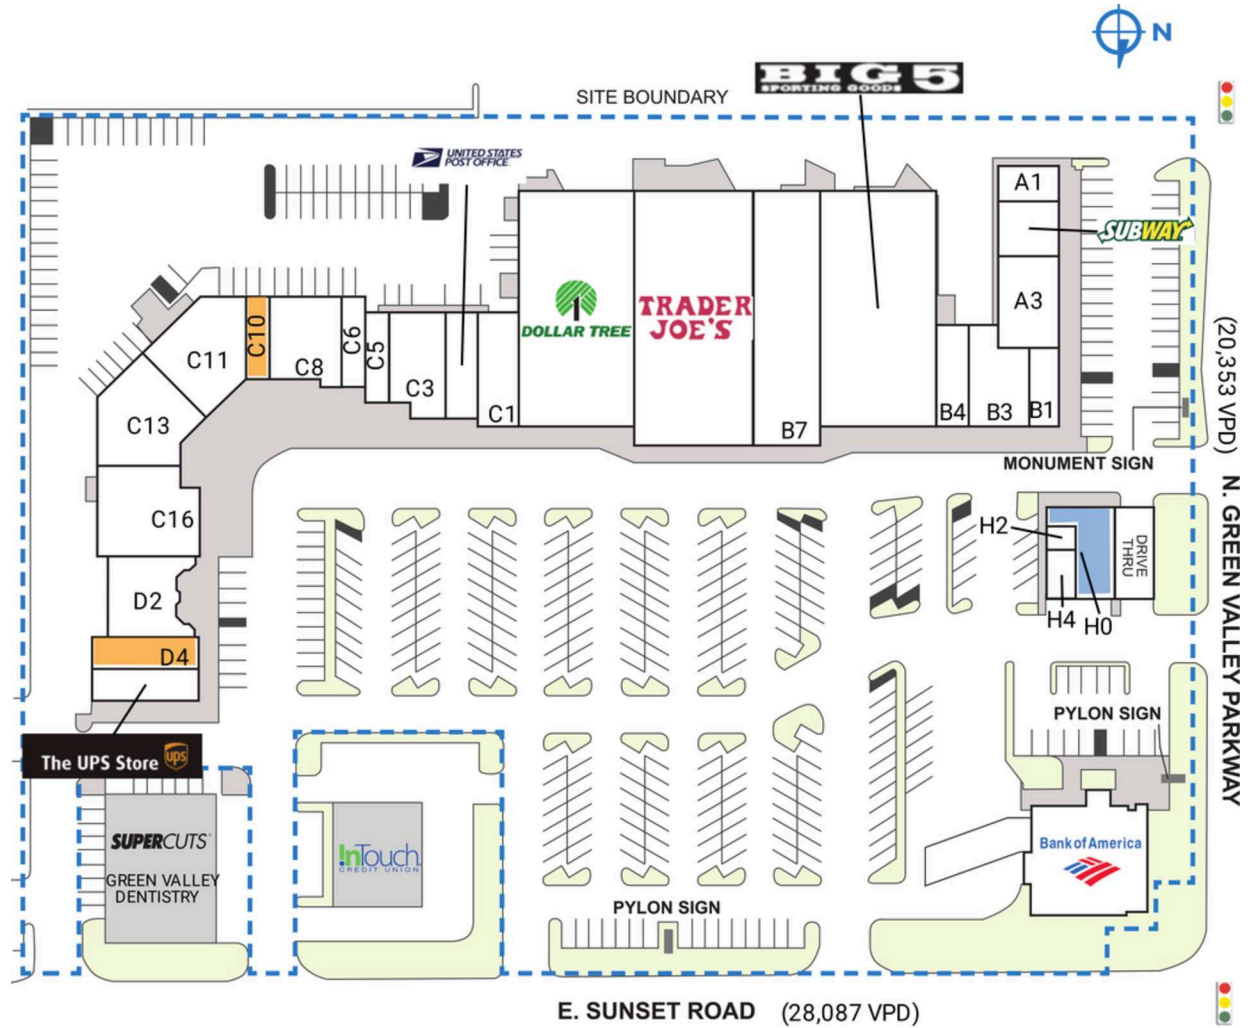 N
BIG 5
SPORTING GOODS
SITE BOUNDARY
UNITED STATES
POST OFFICE
A1
SUBWAY
A3
DOLLAR TREE
TRADER
JOE'S
C11
C10
C8
C6
C5
C3
C1
B7
B4
B3
B1
C13
(20,353 VPD)
N. GREEN VALLEY PARKWAY
MONUMENT SIGN
C16
H2
DRIVE
THRU
H4
H0
D2
D4
PYLON SIGN
The UPS Store
ups
SUPERCUTS
GREEN VALLEY
DENTISTRY
InTouch
CREDIT UNION
Bank of America
PYLON SIGN
E. SUNSET ROAD (28,087 VPD)